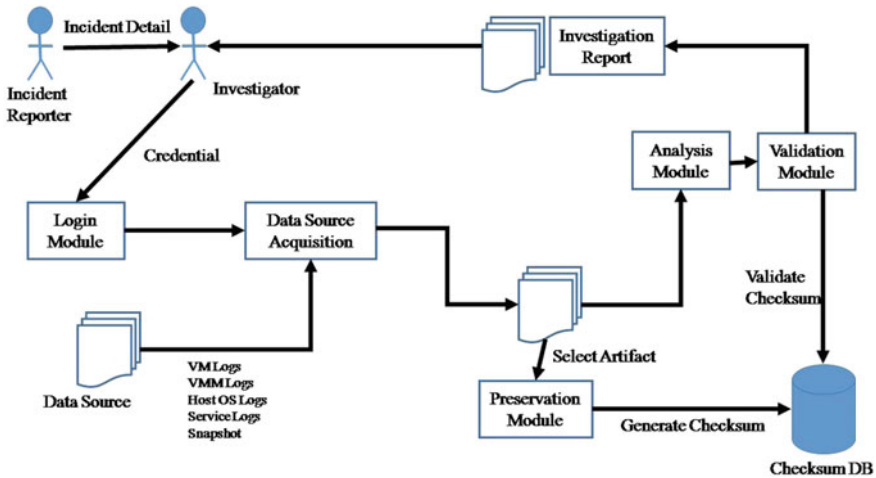 Incident Detail
Investigation
Report
Incident
Reporter
Investigator
Credential
Analysis
Module
Validation
Module
Login
Module
Data Source
Acquisition
Validate
Checksum
Data Source
VM Logs
VMM Logs
Host OS Logs
Service Logs
Snapshot
Select Artifact
Preservation
Module
Generate Checksum
Checksum DB